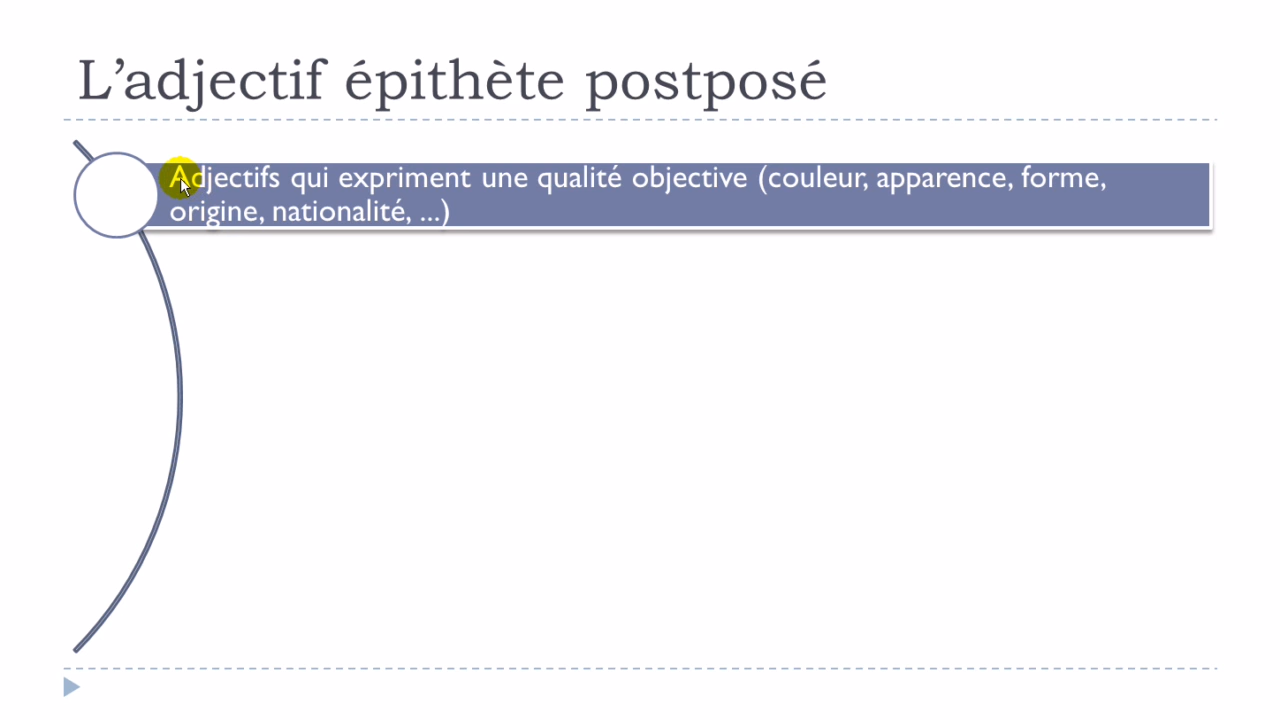 L’adjectif épithète postposé
Adjectifs qui expriment une qualité objective (couleur, apparence, forme,
origine, nationalité, ...)